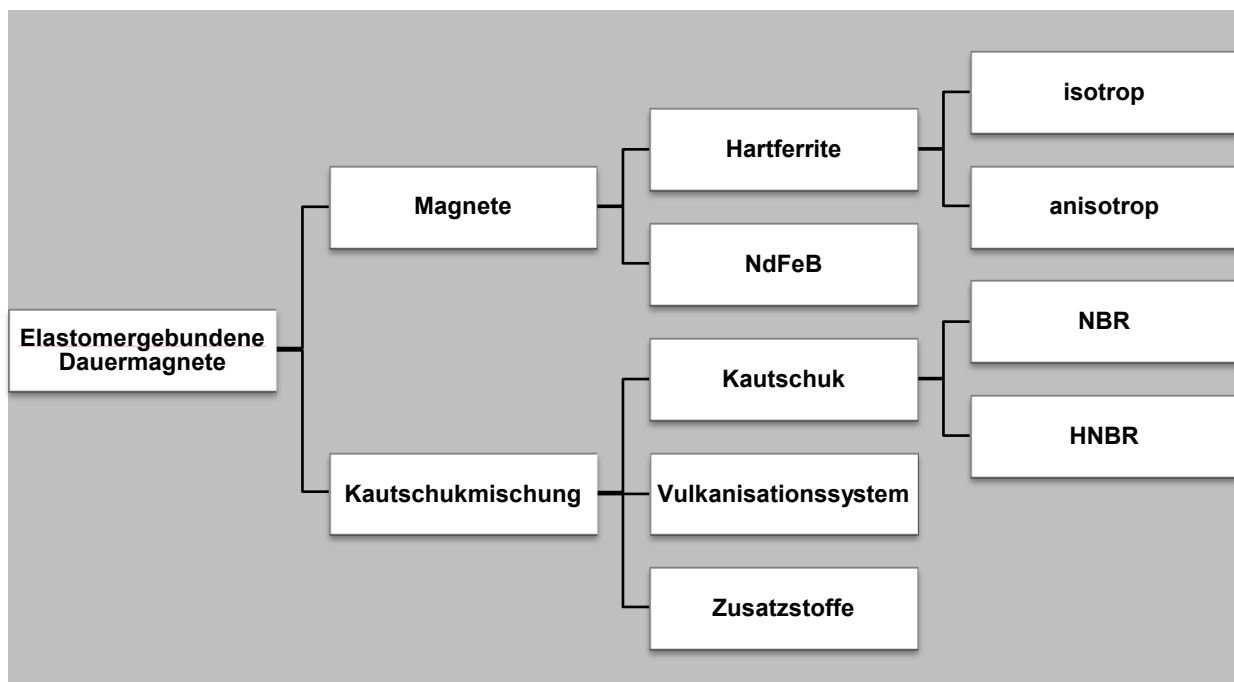 Elastomergebundene
Dauermagnete
Magnete
Hartferrite
isotrop
anisotrop
NdFeB
Kautschukmischung
Kautschuk
NBR
HNBR
Vulkanisationssystem
Zusatzstoffe